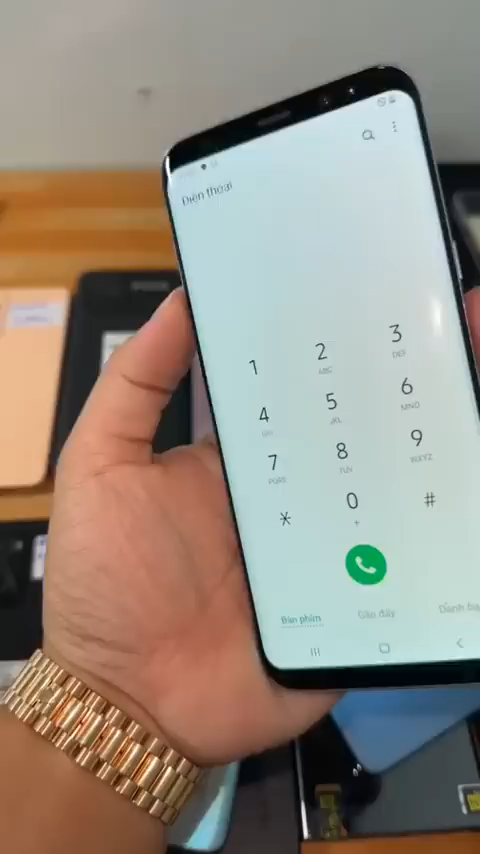 Điện thoại
1
2
ABC
3
DEF
4
GHI
5
JKL
6
MNO
7
PQRS
8
TUV
9
WXYZ
*
0
+
#
Bàn phím
Gần đây
Danh bạ